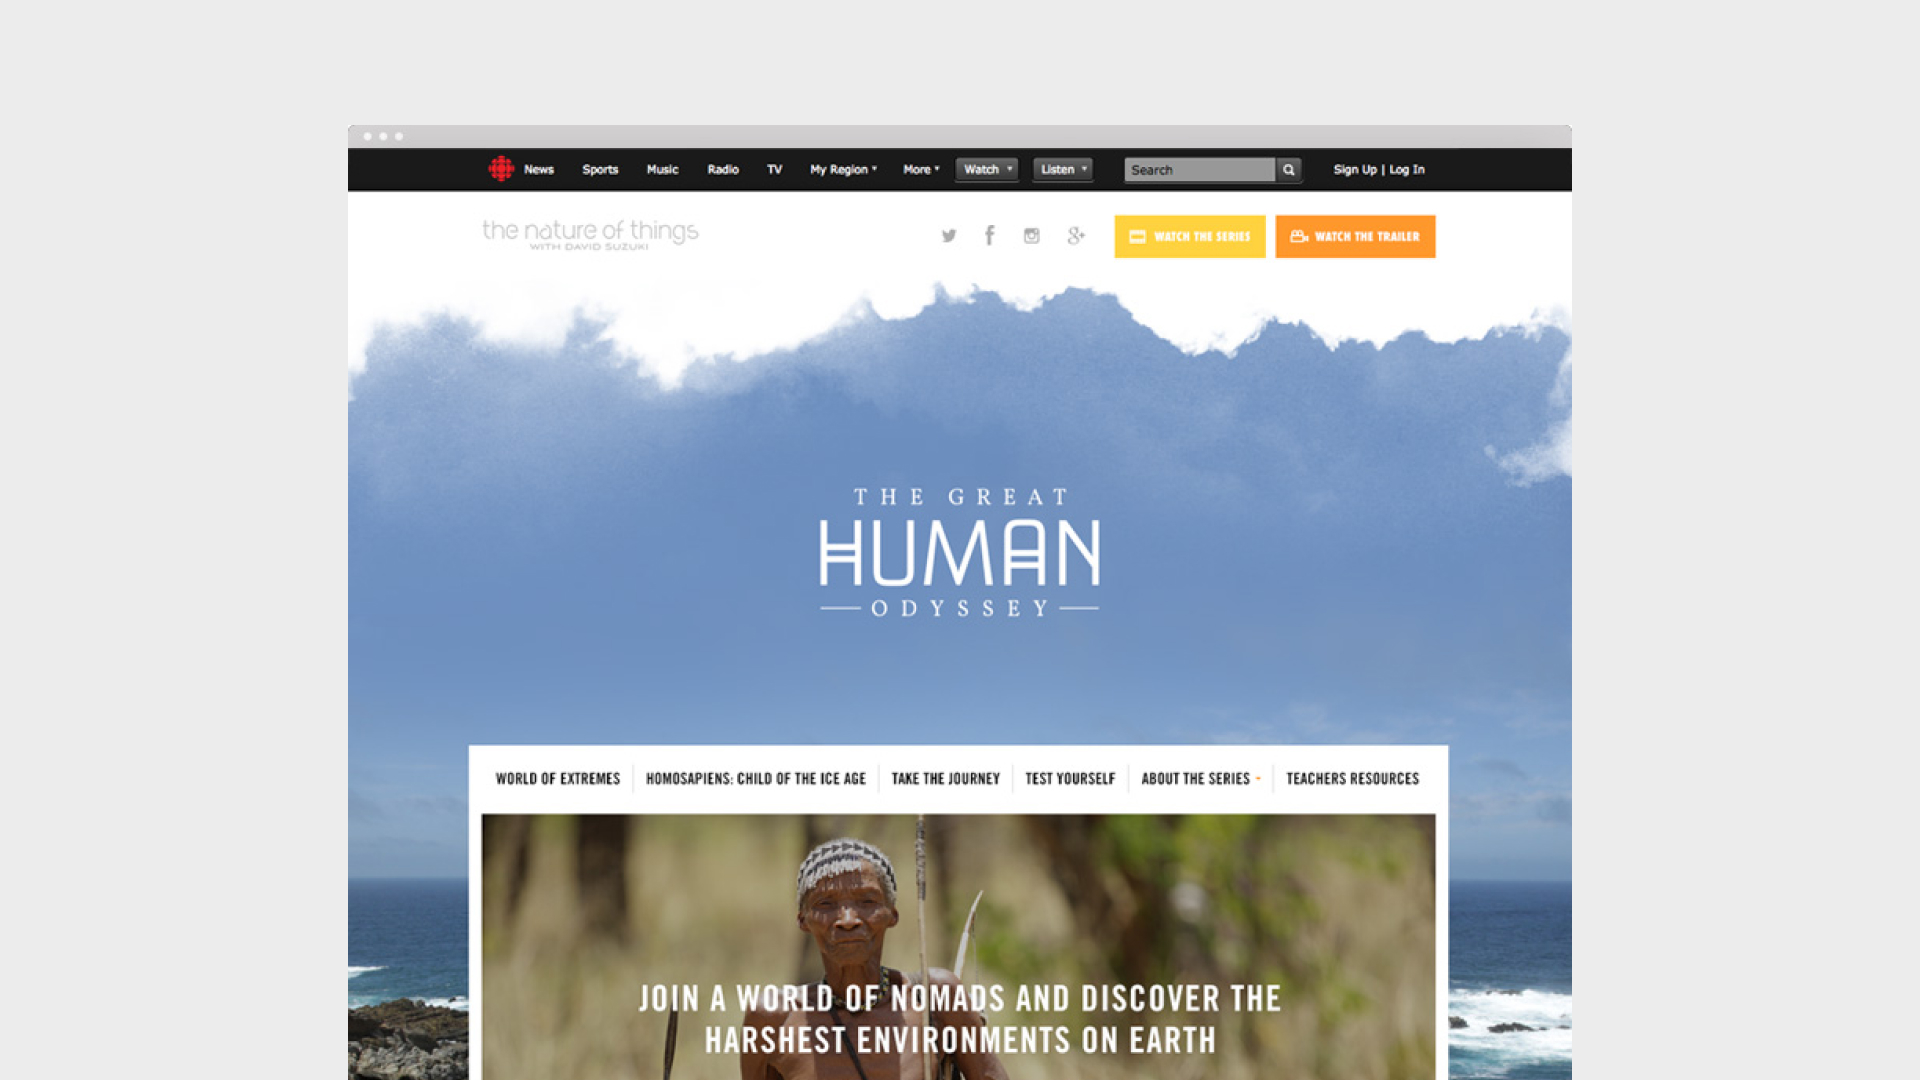 News Sports Music Radio TV My Region More Watch Listen Search Sign Up | Log In
the nature of things
WITH DAVID SUZUKI
WATCH THE SERIES WATCH THE TRAILER
THE GREAT
HUMAN
ODYSSEY
WORLD OF EXTREMES HOMOSAPIENS: CHILD OF THE ICE AGE TAKE THE JOURNEY TEST YOURSELF ABOUT THE SERIES TEACHERS RESOURCES
JOIN A WORLD OF NOMADS AND DISCOVER THE
HARSHEST ENVIRONMENTS ON EARTH